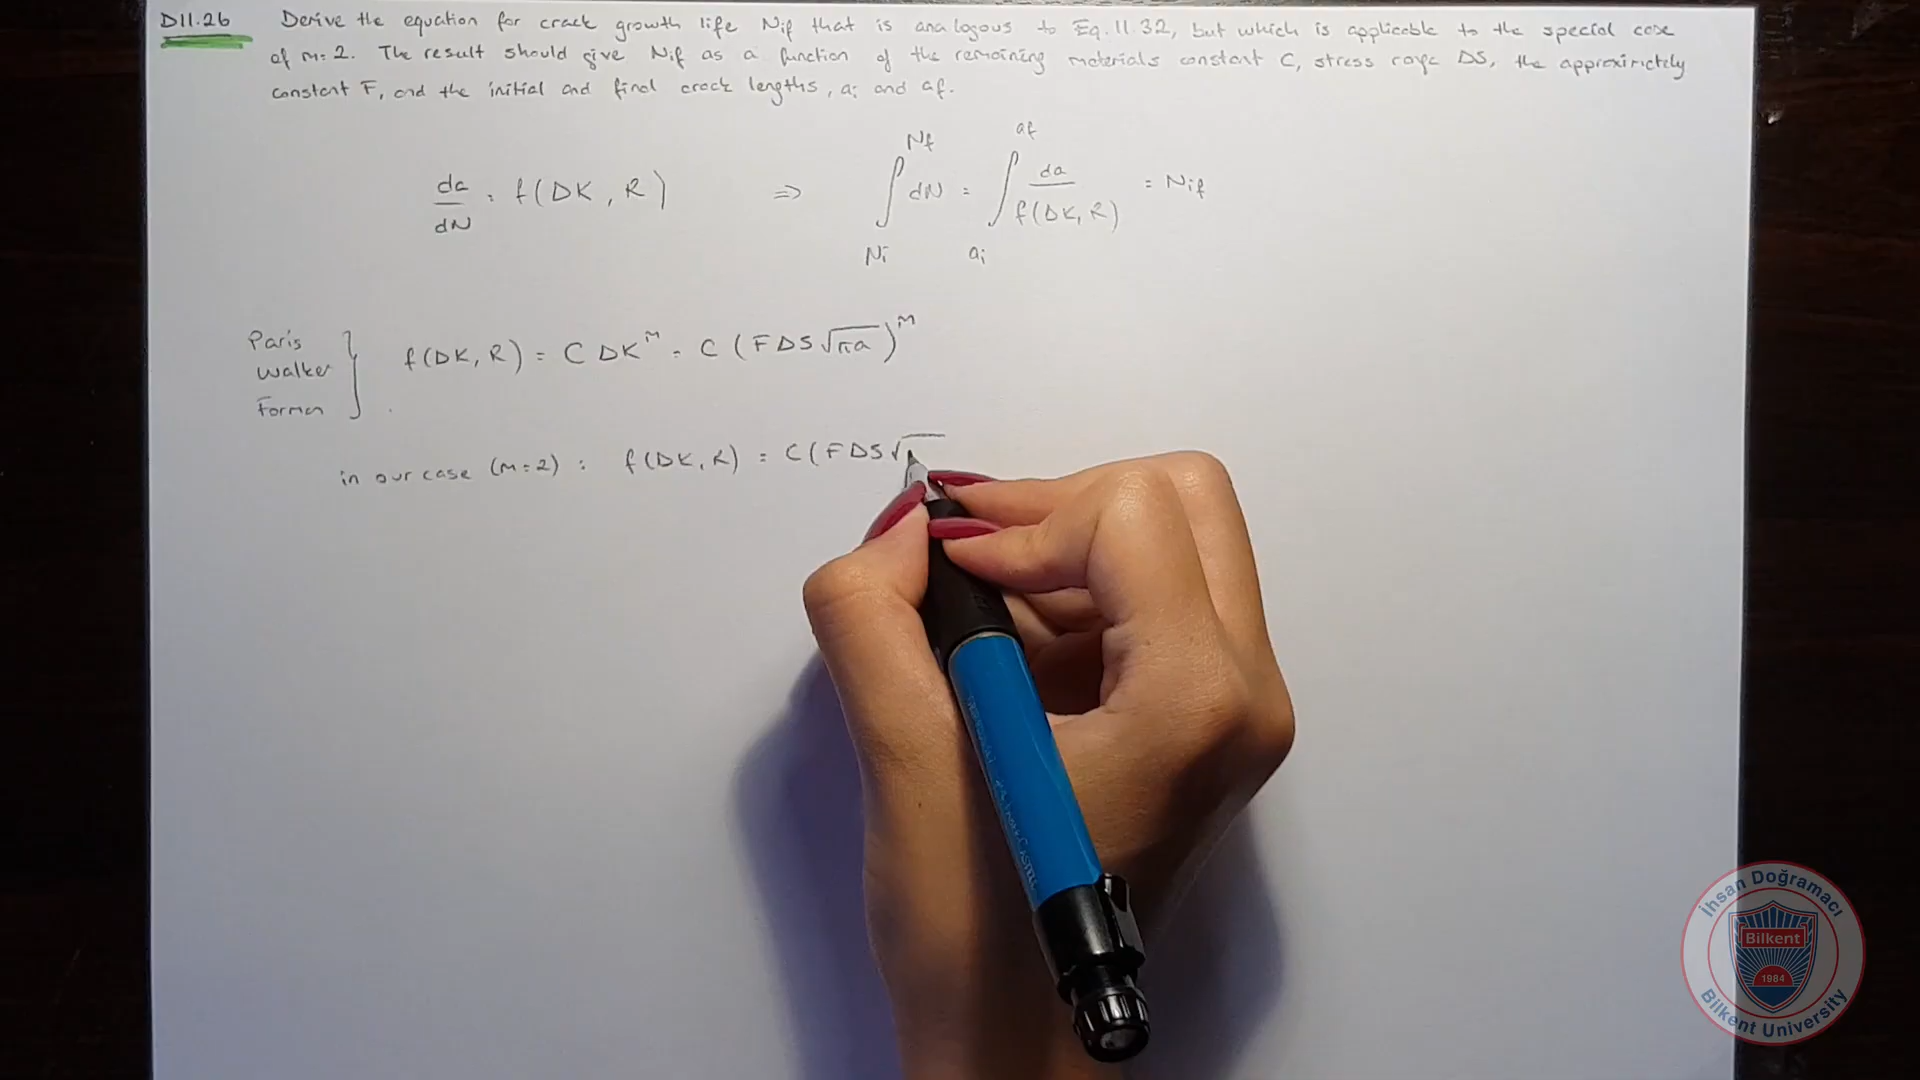 D11.26 Derive the equation for crack growth life Nif that is analogous to Eq. 11.32, but which is applicable to the special case
of m=2. The result should give Nif as a function of the remaining materials constant C, stress range ΔS, the approximately
constant F, and the initial and final crack lengths, ai and af.
da/dN = f(ΔK, R) ⇒ ∫_{Ni}^{Nf} dN = ∫_{ai}^{af} da / f(ΔK, R) = Nif
Paris
Walker
Forman
} f(ΔK, R) = C ΔK^m = C (FΔS√πa)^m
in our case (m=2) : f(ΔK, R) = C(FΔS√
İhsan Doğramacı
Bilkent
1984
Bilkent University